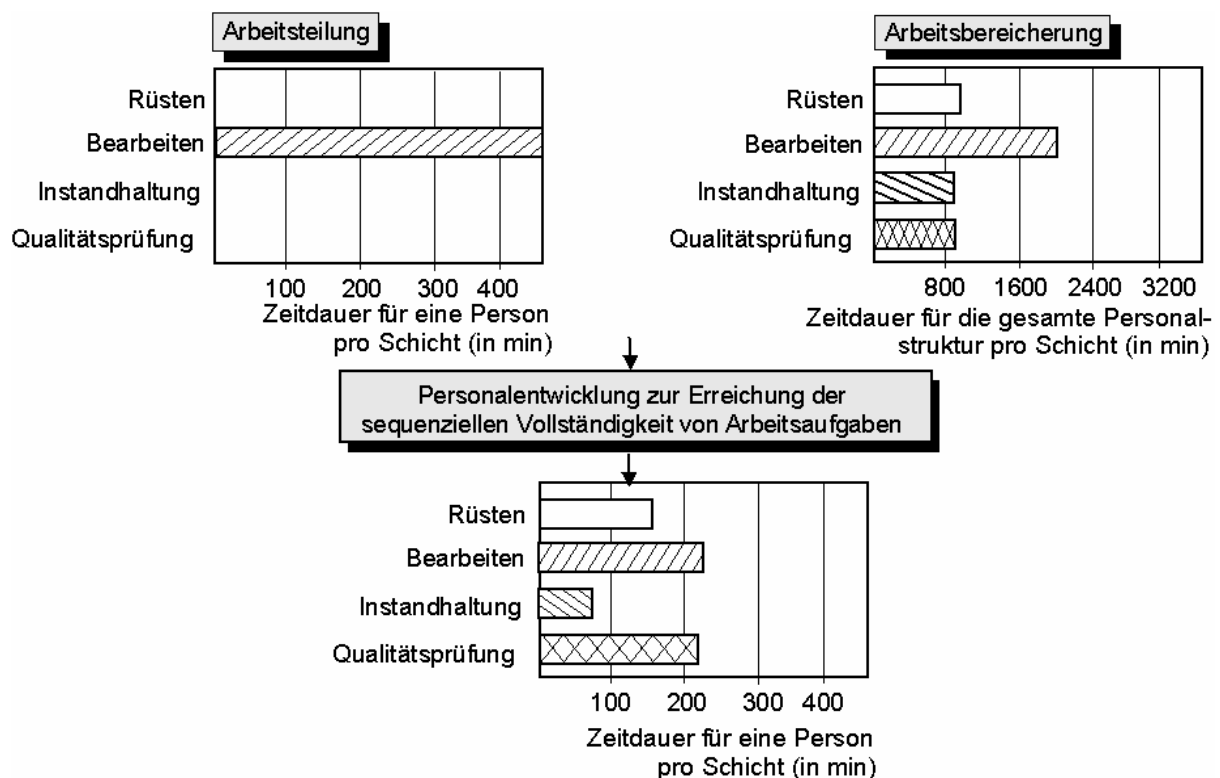 Arbeitsteilung
Rüsten
Bearbeiten
Instandhaltung
Qualitätsprüfung
100 200 300 400
Zeitdauer für eine Person
pro Schicht (in min)
Arbeitsbereicherung
Rüsten
Bearbeiten
Instandhaltung
Qualitätsprüfung
800 1600 2400 3200
Zeitdauer für die gesamte Personal-
struktur pro Schicht (in min)
Personalentwicklung zur Erreichung der
sequenziellen Vollständigkeit von Arbeitsaufgaben
Rüsten
Bearbeiten
Instandhaltung
Qualitätsprüfung
100 200 300 400
Zeitdauer für eine Person
pro Schicht (in min)